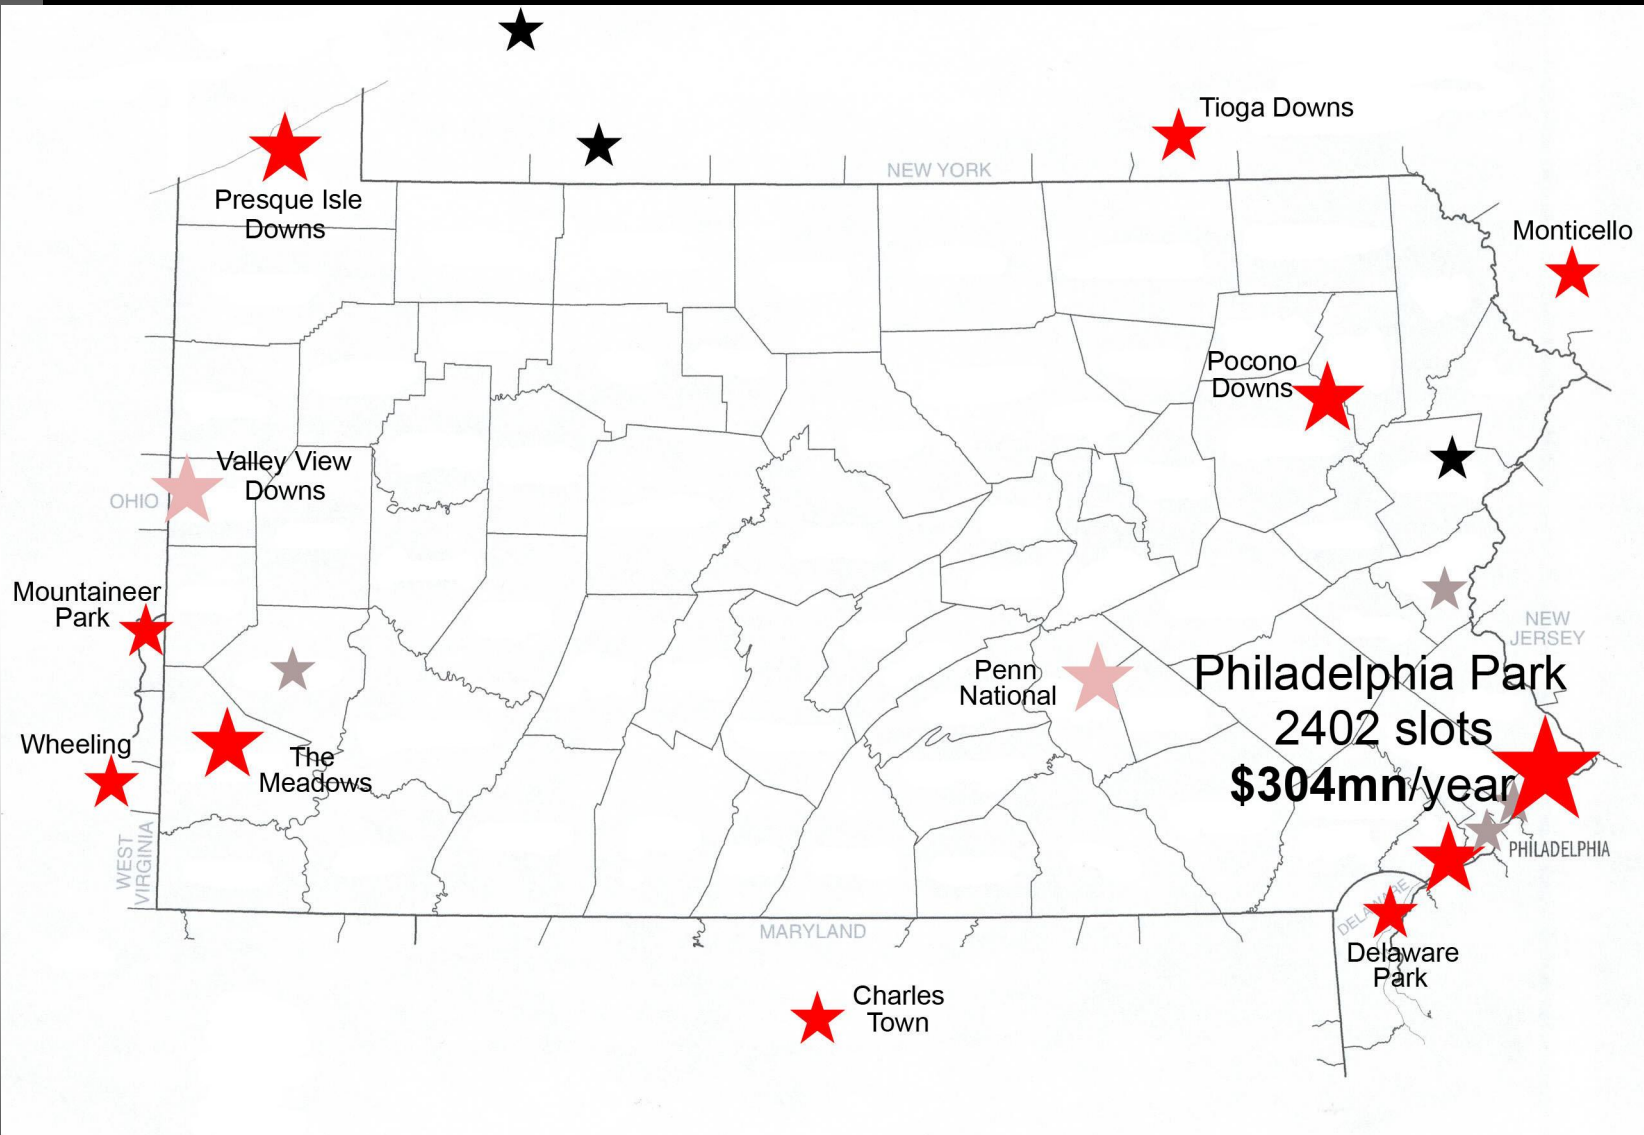 Tioga Downs
NEW YORK
Presque Isle
Downs
Monticello
Pocono
Downs
Valley View
Downs
OHIO
Mountaineer
Park
NEW
JERSEY
Penn
National
Philadelphia Park
2402 slots
$304mn/year
Wheeling
The
Meadows
WEST
VIRGINIA
PHILADELPHIA
DELAWARE
MARYLAND
Delaware
Park
Charles
Town